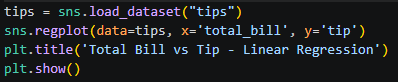 tips = sns.load_dataset("tips")
sns.regplot(data=tips, x='total_bill', y='tip')
plt.title('Total Bill vs Tip - Linear Regression')
plt.show()